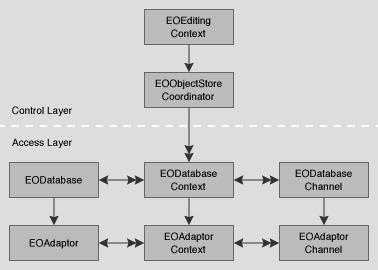 EOEditing
Context
EOObjectStore
Coordinator
Control Layer
Access Layer
EODatabase
EODatabase
Context
EODatabase
Channel
EOAdaptor
EOAdaptor
Context
EOAdaptor
Channel